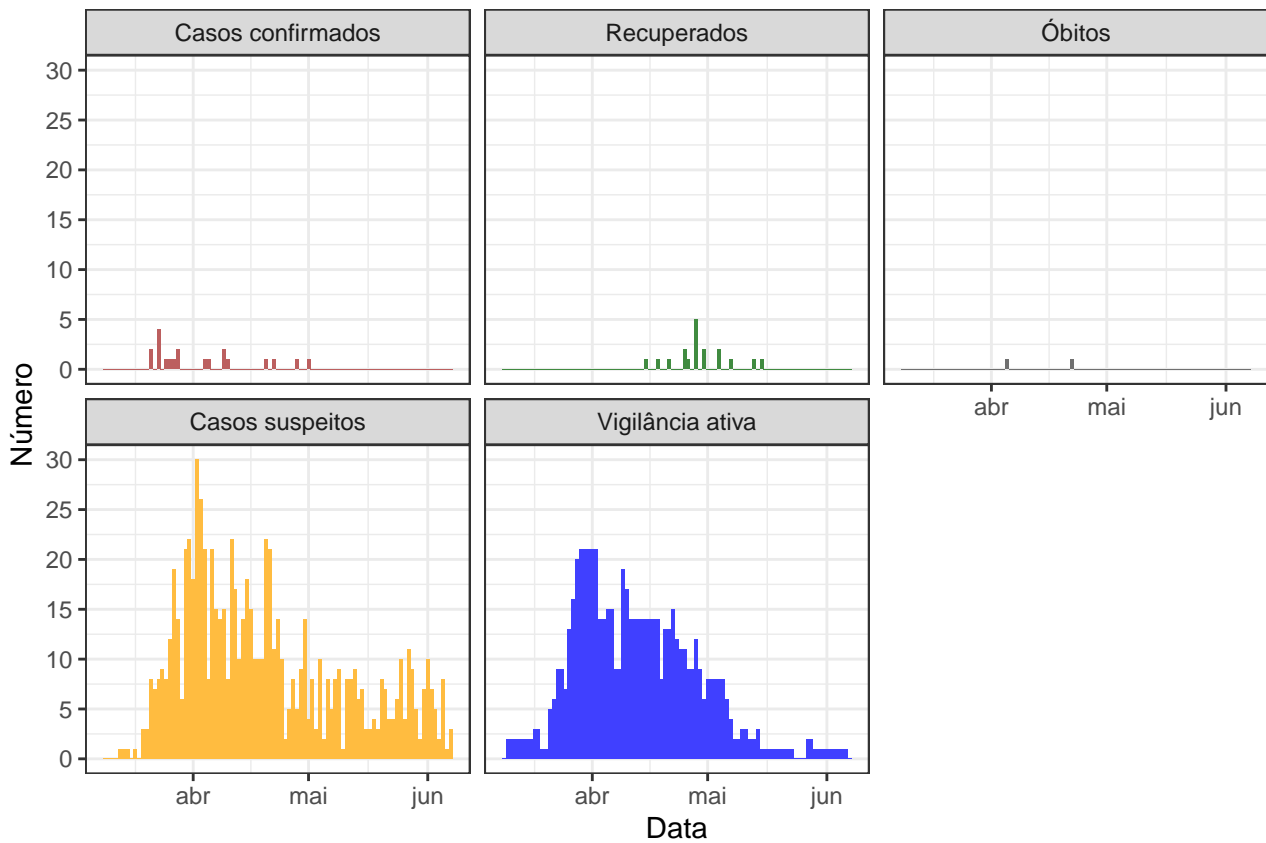 Casos confirmados
Recuperados
Óbitos
30
25
20
15
10
5
0
abr
mai
jun
Número
Casos suspeitos
Vigilância ativa
30
25
20
15
10
5
0
abr
mai
jun
abr
mai
jun
Data